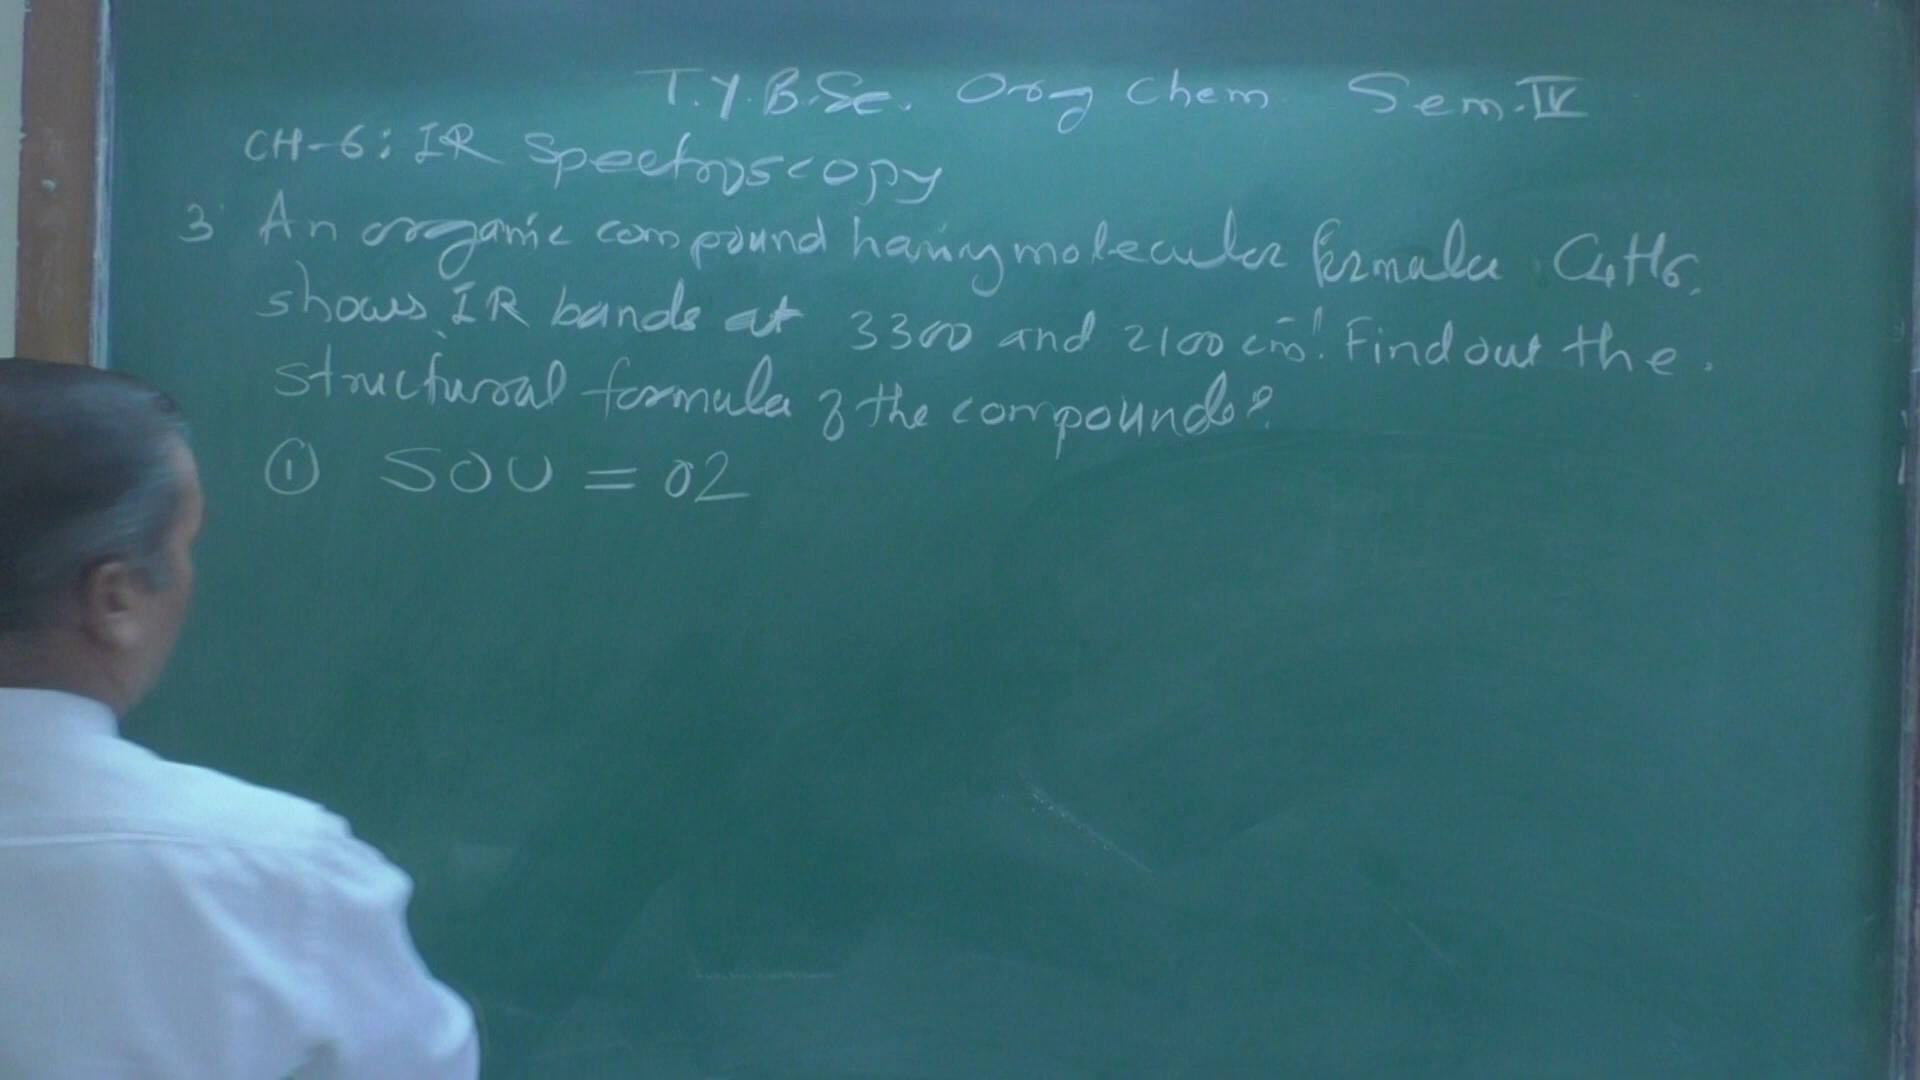 T.Y.B.Sc. Org Chem. Sem. IV
CH-6: IR Spectroscopy
3. An organic compound having molecular formula C4H6,
shows IR bands at 3300 and 2100 cm-1. Find out the
structural formula of the compounds?
① SOU = 02